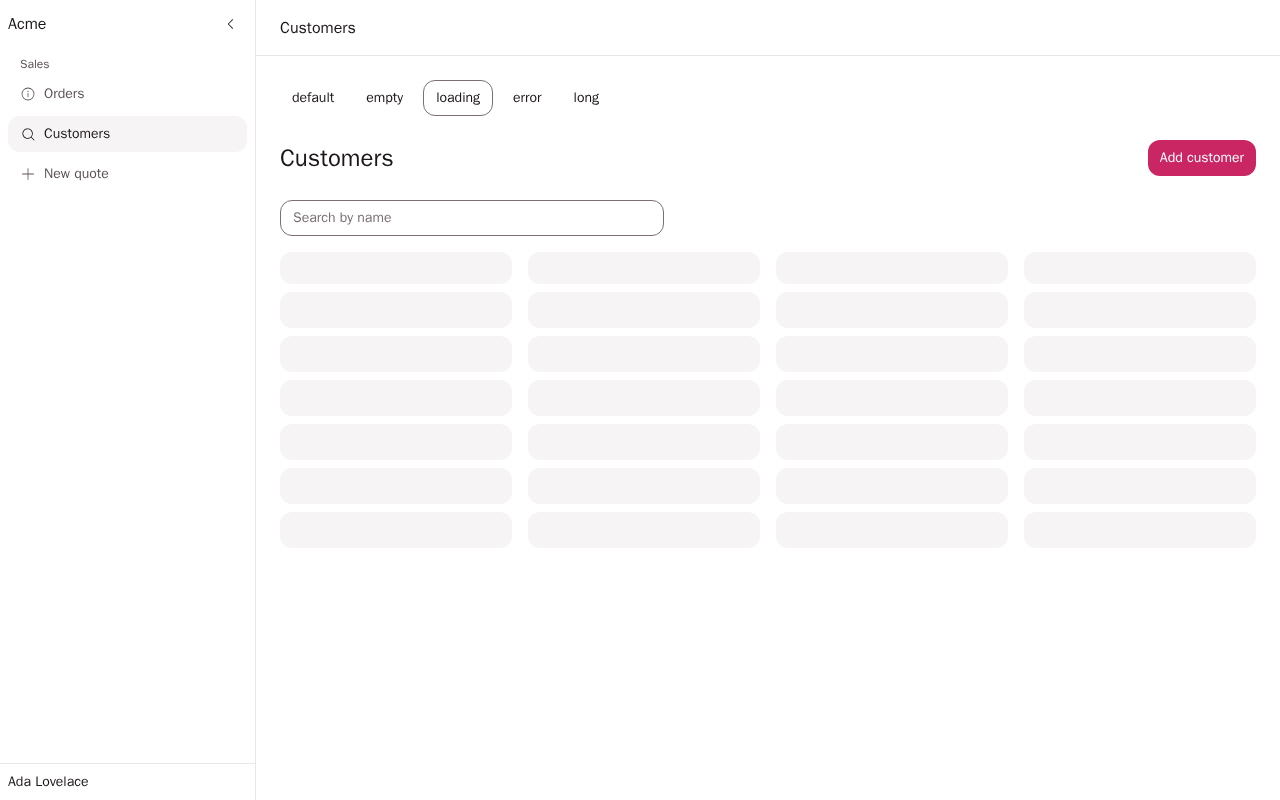 Acme
Sales
Orders
Customers
New quote
Ada Lovelace
Customers
default empty loading error long
Customers
Add customer
Search by name